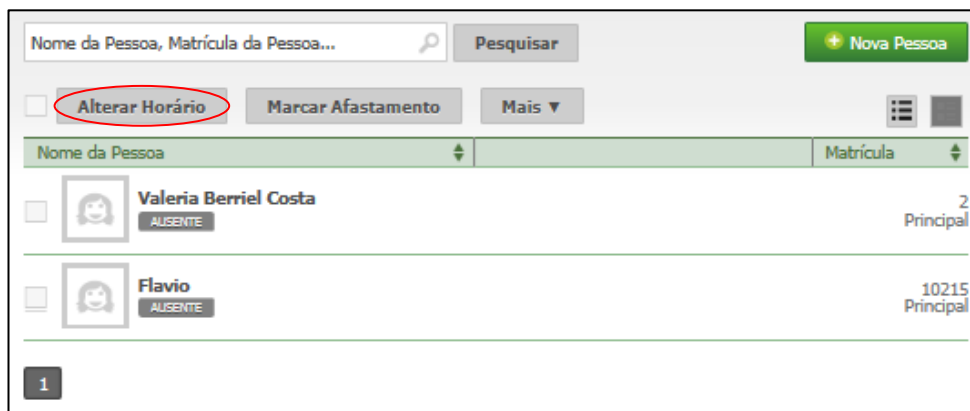 Nome da Pessoa, Matrícula da Pessoa... Pesquisar Nova Pessoa
Alterar Horário Marcar Afastamento Mais ▼
Nome da Pessoa Matrícula
Valeria Berriel Costa 2
AUSENTE Principal
Flavio 10215
AUSENTE Principal
1